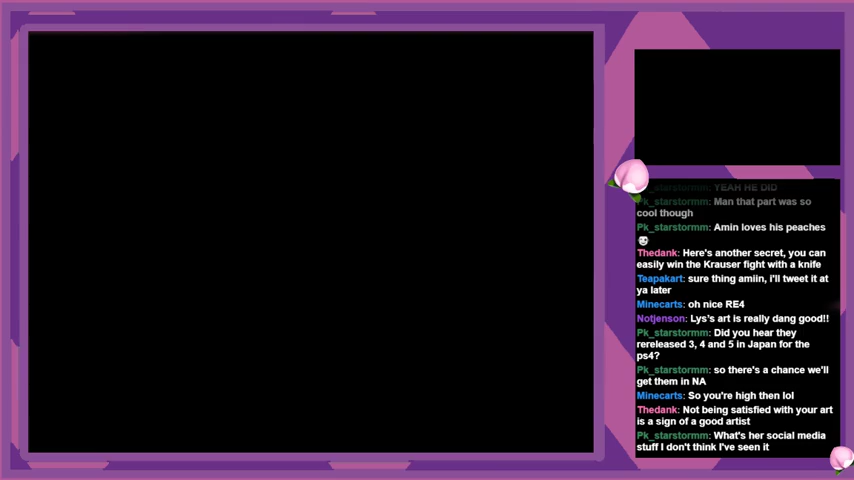 Pk_starstormm: YEAH HE DID
Pk_starstormm: Man that part was so
cool though
Pk_starstormm: Amin loves his peaches
Thedank: Here's another secret, you can
easily win the Krauser fight with a knife
Teapakart: sure thing amiin, i'll tweet it at
ya later
Minecarts: oh nice RE4
Notjenson: Lys's art is really dang good!!
Pk_starstormm: Did you hear they
rereleased 3, 4 and 5 in Japan for the
ps4?
Pk_starstormm: so there's a chance we'll
get them in NA
Minecarts: So you're high then lol
Thedank: Not being satisfied with your art
is a sign of a good artist
Pk_starstormm: What's her social media
stuff I don't think I've seen it